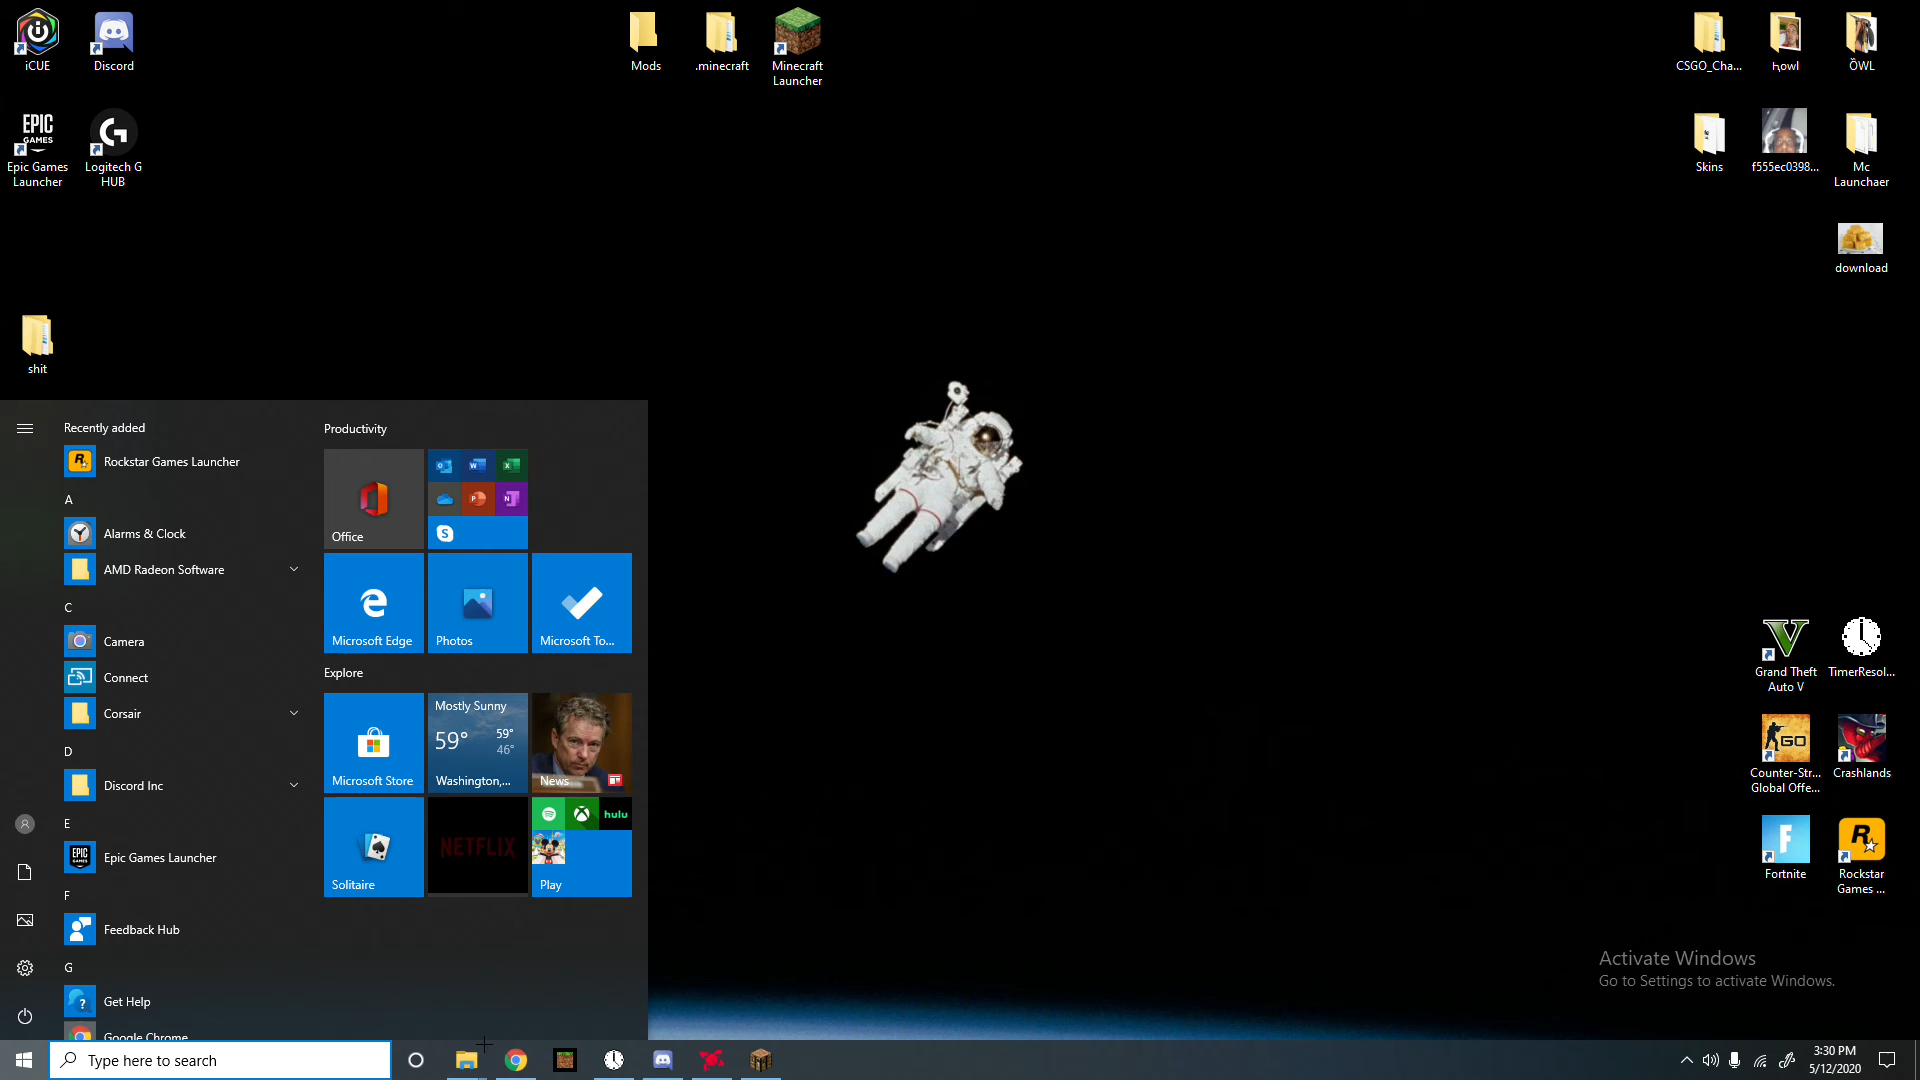 iCUE
Discord
Mods
.minecraft
Minecraft
Launcher
CSGO_Cha...
ÖWL
EPIC
GAMES
Epic Games
Launcher
Logitech G
HUB
Skins
f555ec0398...
Mc
Launchaer
download
shit
Recently added
Rockstar Games Launcher
A
Alarms & Clock
AMD Radeon Software
C
Camera
Connect
Corsair
D
Discord Inc
E
Epic Games Launcher
F
Feedback Hub
G
Get Help
Google Chrome
Productivity
Office
Microsoft Edge
Photos
Microsoft To...
Explore
Microsoft Store
Mostly Sunny
59°
59°
46°
Washington,...
News
Solitaire
NETFLIX
hulu
Play
Grand Theft
Auto V
TimerResol...
GO
Counter-Str...
Global Offe...
Crashlands
Fortnite
Rockstar
Games ...
Activate Windows
Go to Settings to activate Windows.
Type here to search
3:30 PM
5/12/2020